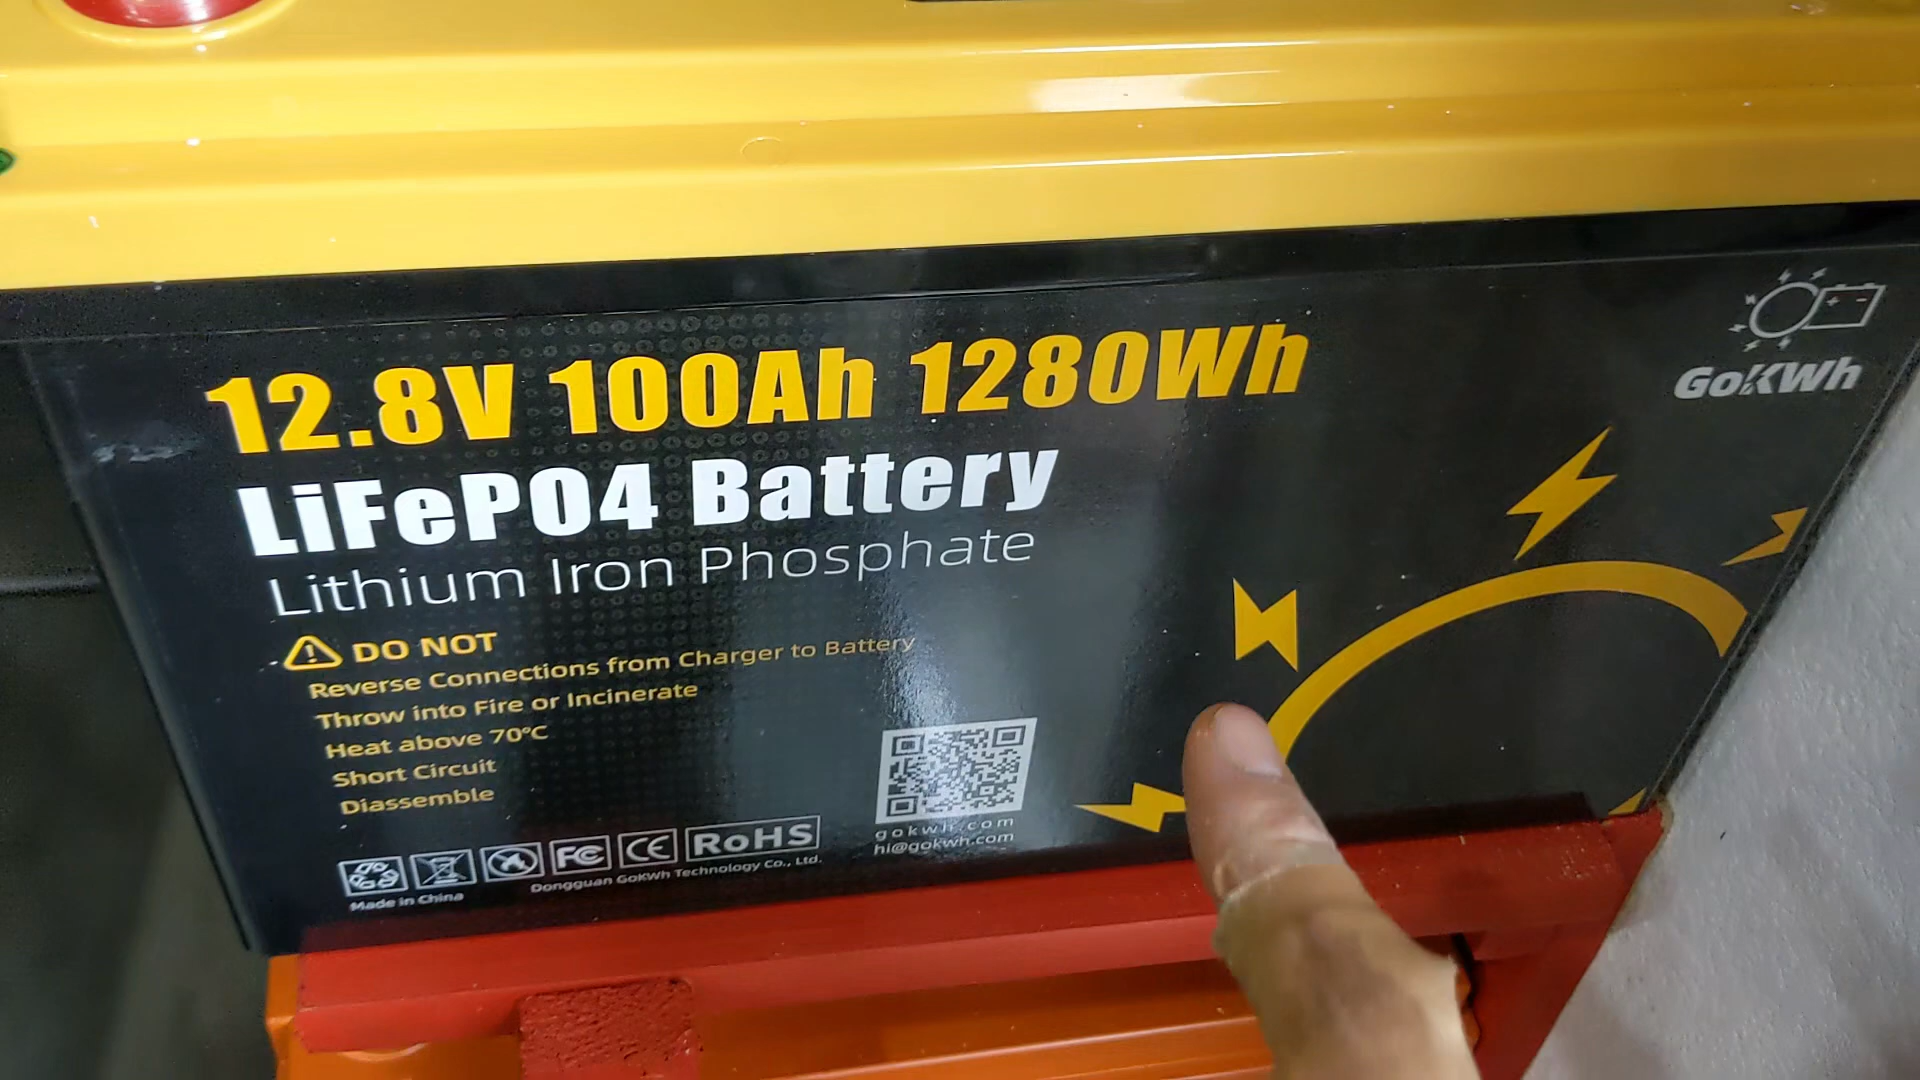 12.8V 100Ah 1280Wh
LiFePO4 Battery
Lithium Iron Phosphate
DO NOT
Reverse Connections from Charger to Battery
Throw into Fire or Incinerate
Heat above 70°C
Short Circuit
Diassemble
FC CE RoHS
Made in China
Dongguan GoKWh Technology Co., Ltd.
gokwh.com
hi@gokwh.com
GoKWh